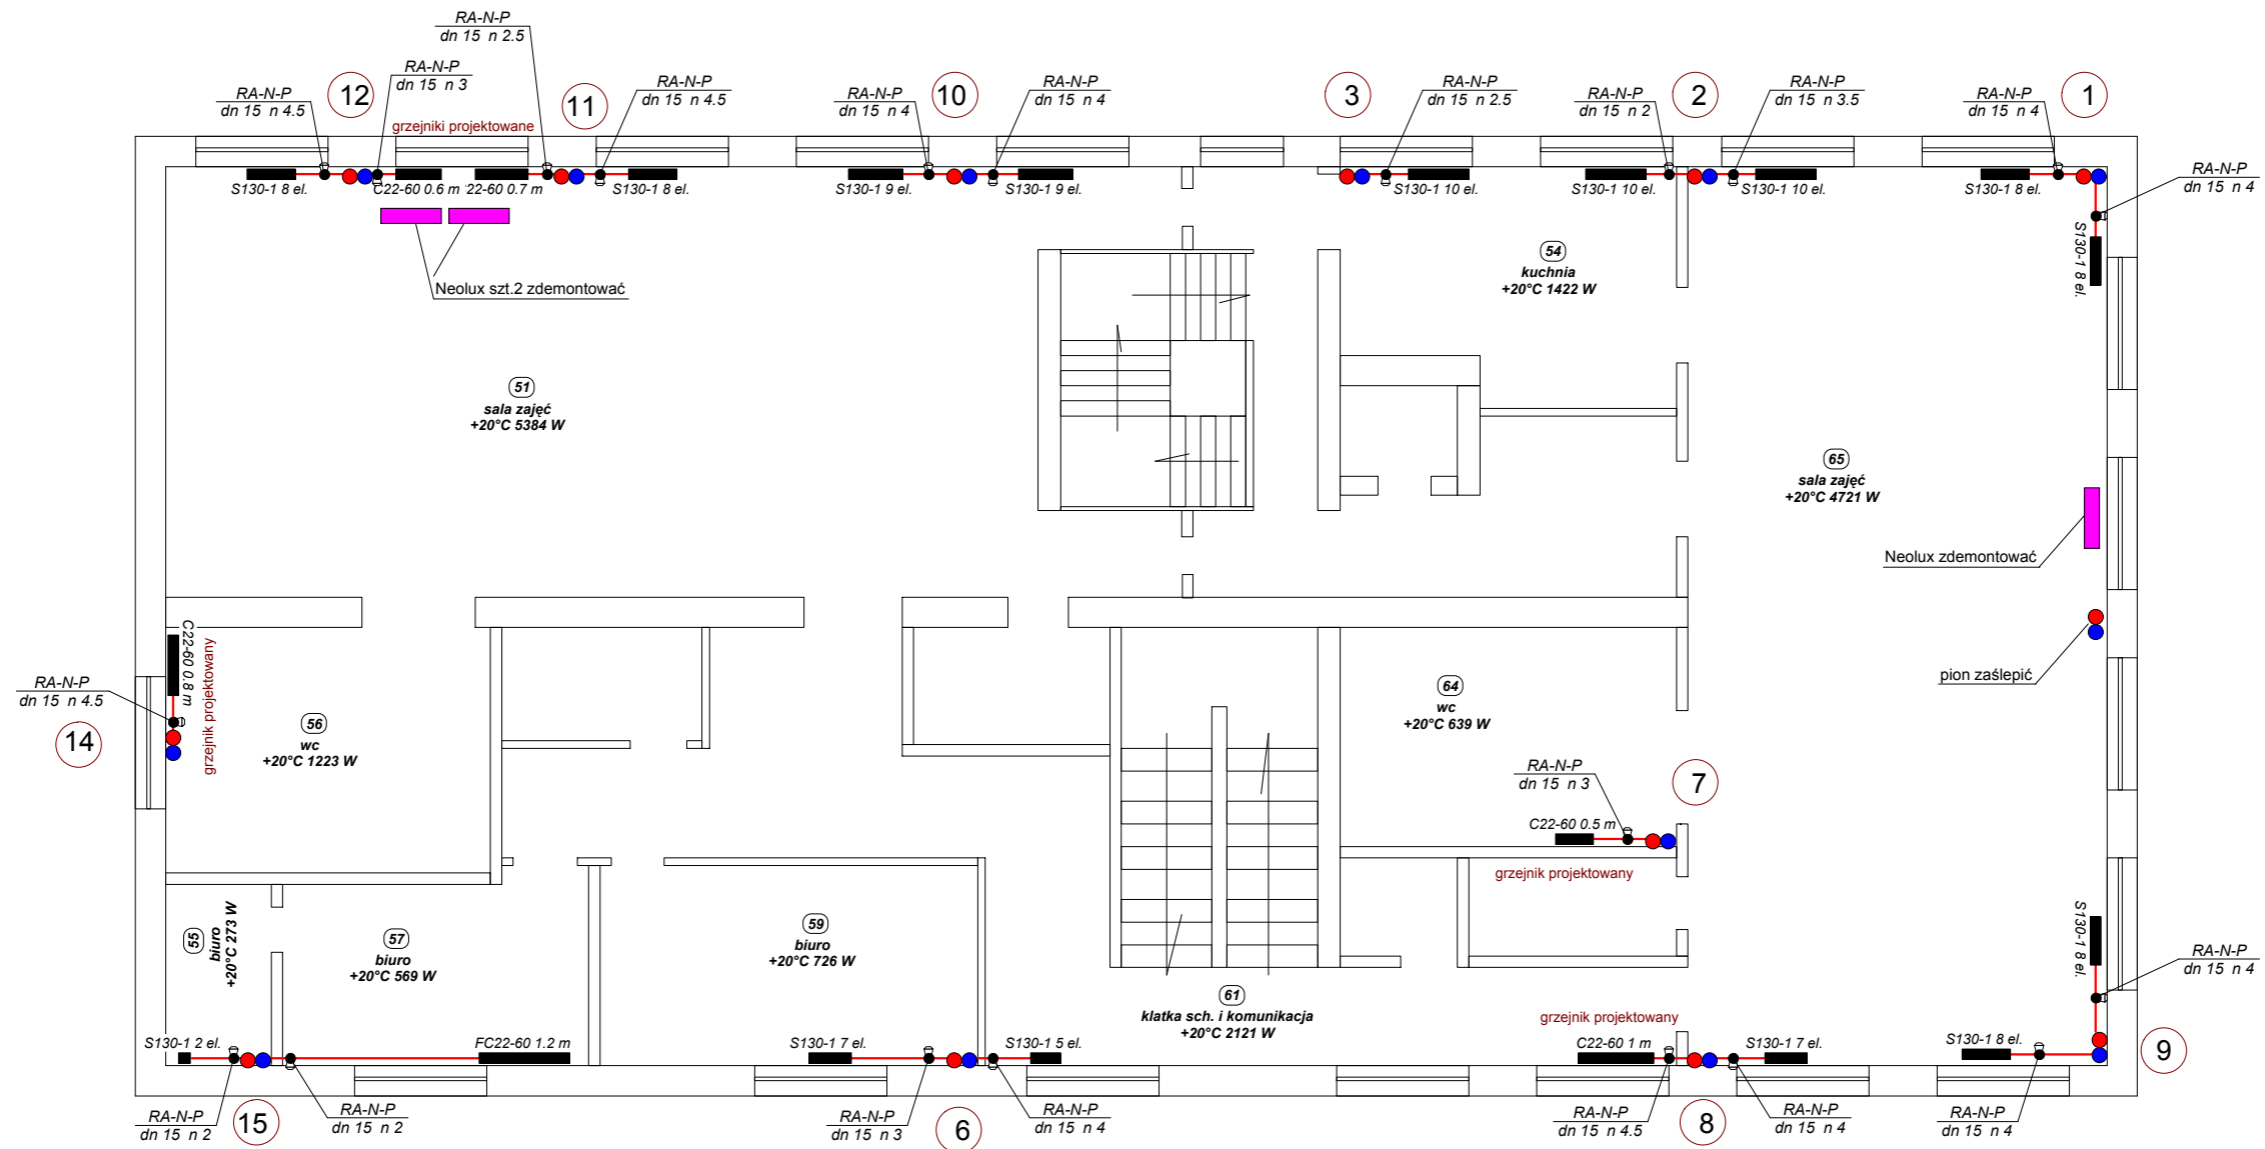 RA-N-P
dn 15 n 2.5
RA-N-P
dn 15 n 4.5
12
RA-N-P
dn 15 n 3
11
RA-N-P
dn 15 n 4.5
RA-N-P
dn 15 n 4
10
RA-N-P
dn 15 n 4
3
RA-N-P
dn 15 n 2.5
RA-N-P
dn 15 n 2
2
RA-N-P
dn 15 n 3.5
RA-N-P
dn 15 n 4
1
grzejniki projektowane
S130-1 8 el.
C22-60 0.6 m
22-60 0.7 m
S130-1 8 el.
S130-1 9 el.
S130-1 9 el.
S130-1 10 el.
S130-1 10 el.
S130-1 10 el.
S130-1 8 el.
RA-N-P
dn 15 n 4
S130-1 8 el.
Neolux szt.2 zdemontować
54
kuchnia
+20°C 1422 W
51
sala zajęć
+20°C 5384 W
65
sala zajęć
+20°C 4721 W
Neolux zdemontować
pion zaślepić
C22-60 0.8 m
grzejnik projektowany
RA-N-P
dn 15 n 4.5
14
56
wc
+20°C 1223 W
64
wc
+20°C 639 W
RA-N-P
dn 15 n 3
7
C22-60 0.5 m
grzejnik projektowany
55
biuro
+20°C 273 W
57
biuro
+20°C 569 W
59
biuro
+20°C 726 W
61
klatka sch. i komunikacja
+20°C 2121 W
grzejnik projektowany
S130-1 8 el.
RA-N-P
dn 15 n 4
S130-1 2 el.
FC22-60 1.2 m
S130-1 7 el.
S130-1 5 el.
C22-60 1 m
S130-1 7 el.
S130-1 8 el.
9
RA-N-P
dn 15 n 2
15
RA-N-P
dn 15 n 2
RA-N-P
dn 15 n 3
6
RA-N-P
dn 15 n 4
RA-N-P
dn 15 n 4.5
8
RA-N-P
dn 15 n 4
RA-N-P
dn 15 n 4